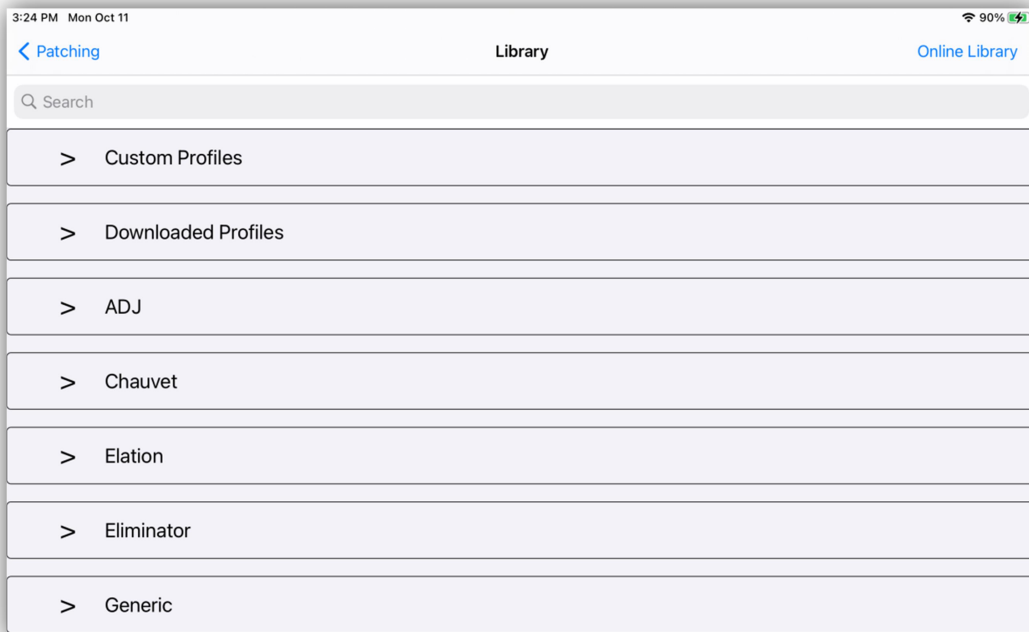 3:24 PM Mon Oct 11 90%
Patching Library Online Library
Search
> Custom Profiles
> Downloaded Profiles
> ADJ
> Chauvet
> Elation
> Eliminator
> Generic